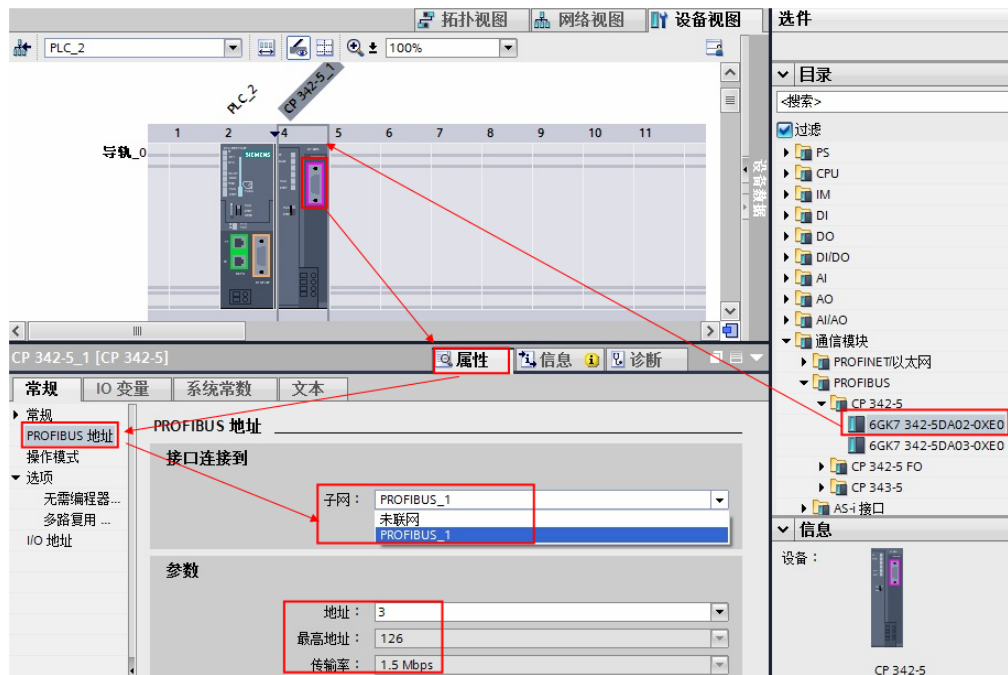 拓扑视图
网络视图
设备视图
选件
PLC_2
100%
目录
<搜索>
过滤
PLC_2
CP 342-5_1
1 2 4 5 6 7 8 9 10 11
导轨_0
SIEMENS
设备数据
PS
CPU
IM
DI
DO
DI/DO
AI
AO
AI/AO
通信模块
PROFINET/以太网
PROFIBUS
CP 342-5
6GK7 342-5DA02-0XE0
6GK7 342-5DA03-0XE0
CP 342-5 FO
CP 343-5
AS-i 接口
信息
设备：
CP 342-5
CP 342-5_1 [CP 342-5]
属性
信息
诊断
常规
IO 变量
系统常数
文本
常规
PROFIBUS 地址
操作模式
选项
无需编程器...
多路复用 ...
I/O 地址
PROFIBUS 地址
接口连接到
子网： PROFIBUS_1
未联网
PROFIBUS_1
参数
地址： 3
最高地址： 126
传输率： 1.5 Mbps